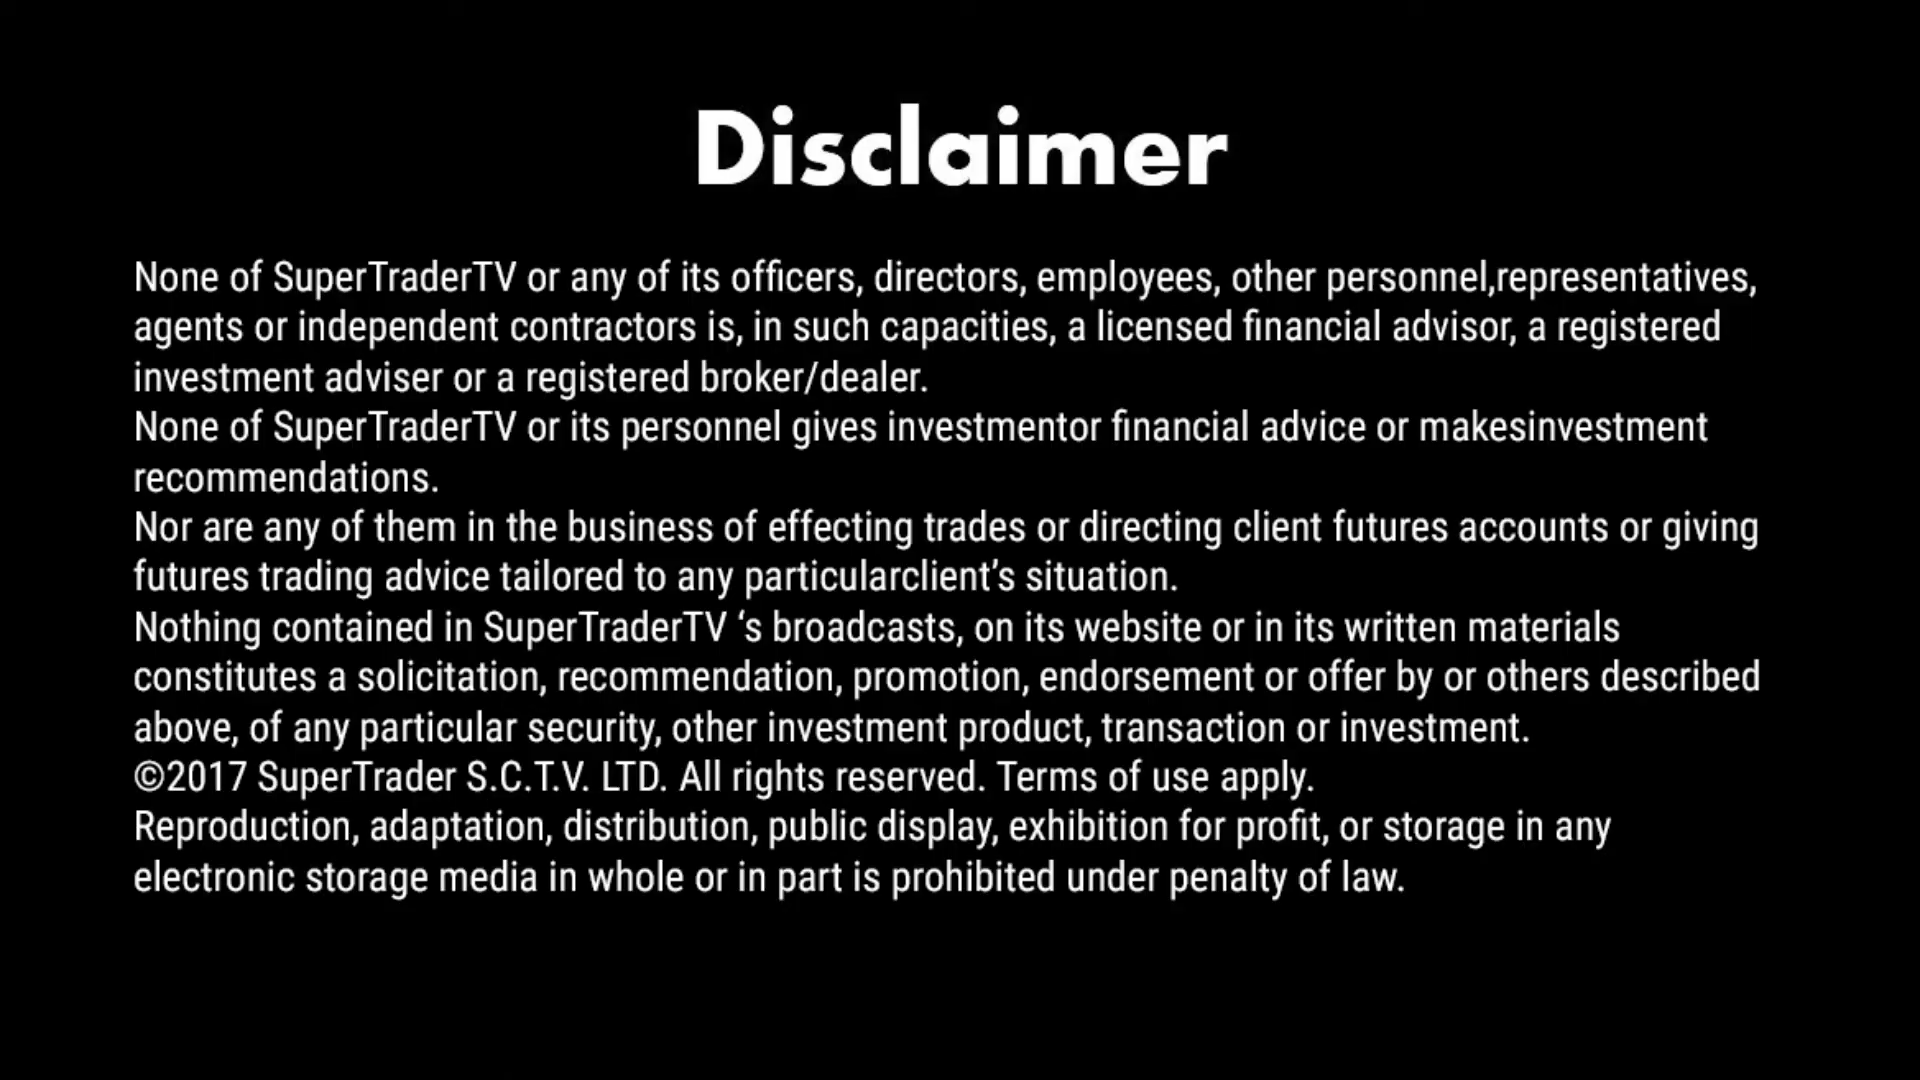 Disclaimer
None of SuperTraderTV or any of its officers, directors, employees, other personnel,representatives,
agents or independent contractors is, in such capacities, a licensed financial advisor, a registered
investment adviser or a registered broker/dealer.
None of SuperTraderTV or its personnel gives investmentor financial advice or makesinvestment
recommendations.
Nor are any of them in the business of effecting trades or directing client futures accounts or giving
futures trading advice tailored to any particularclient’s situation.
Nothing contained in SuperTraderTV ‘s broadcasts, on its website or in its written materials
constitutes a solicitation, recommendation, promotion, endorsement or offer by or others described
above, of any particular security, other investment product, transaction or investment.
©2017 SuperTrader S.C.T.V. LTD. All rights reserved. Terms of use apply.
Reproduction, adaptation, distribution, public display, exhibition for profit, or storage in any
electronic storage media in whole or in part is prohibited under penalty of law.